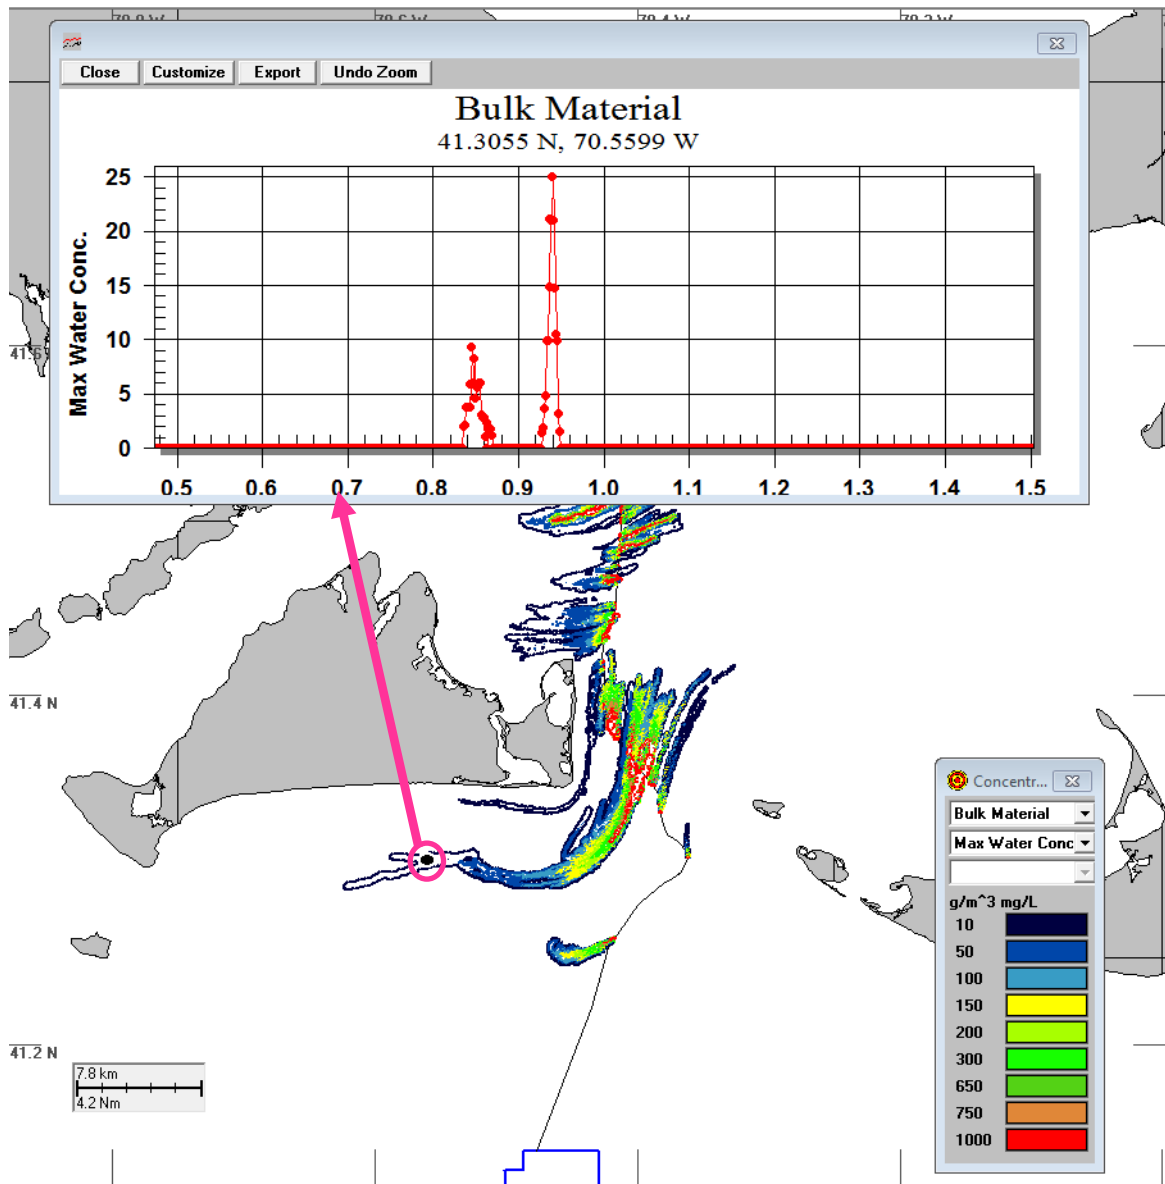 Close Customize Export Undo Zoom
Bulk Material
41.3055 N, 70.5599 W
Max Water Conc.
25
20
15
10
5
0
0.5 0.6 0.7 0.8 0.9 1.0 1.1 1.2 1.3 1.4 1.5
41.6
41.4 N
41.2 N
7.8 km
4.2 Nm
Concentr...
Bulk Material
Max Water Conc
g/m^3 mg/L
10
50
100
150
200
300
650
750
1000